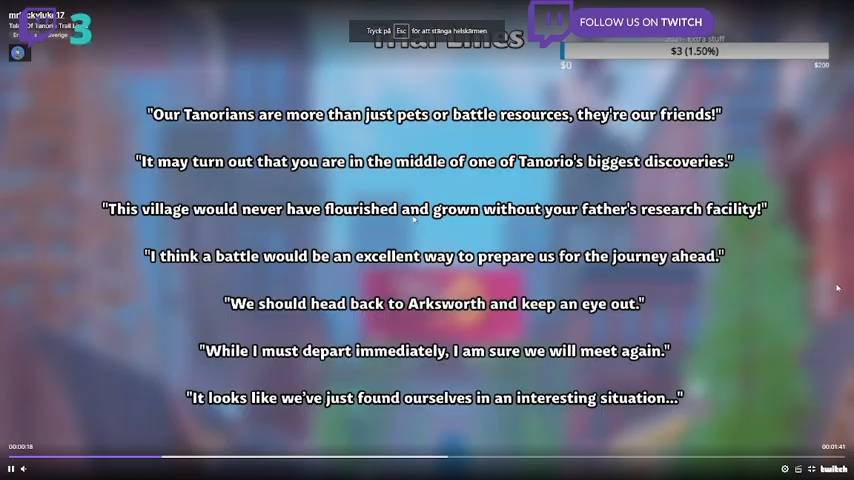 3
Tryck på Esc för att stänga helskärmen
FOLLOW US ON TWITCH
Trial Lines
Extra stuff
$3 (1.50%)
$0
$200
"Our Tanorians are more than just pets or battle resources, they're our friends!"
"It may turn out that you are in the middle of one of Tanorio's biggest discoveries."
"This village would never have flourished and grown without your father's research facility!"
"I think a battle would be an excellent way to prepare us for the journey ahead."
"We should head back to Arksworth and keep an eye out."
"While I must depart immediately, I am sure we will meet again."
"It looks like we've just found ourselves in an interesting situation..."
00:00:18
00:01:41
twitch